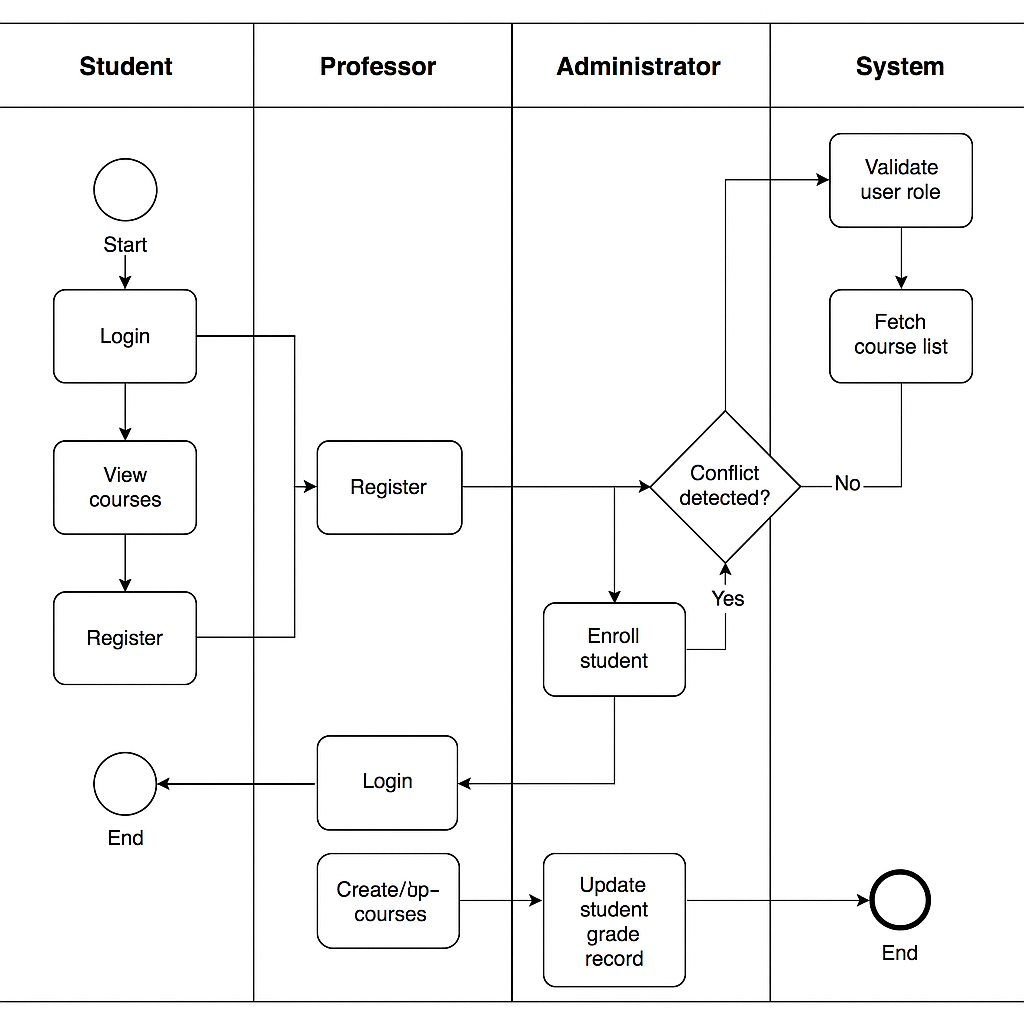 Student
Professor
Administrator
System
Start
Login
View
courses
Register
End
Register
Login
Create/
courses
Conflict
detected?
Yes
No
Enroll
student
Update
student
grade
record
Validate
user role
Fetch
course list
End